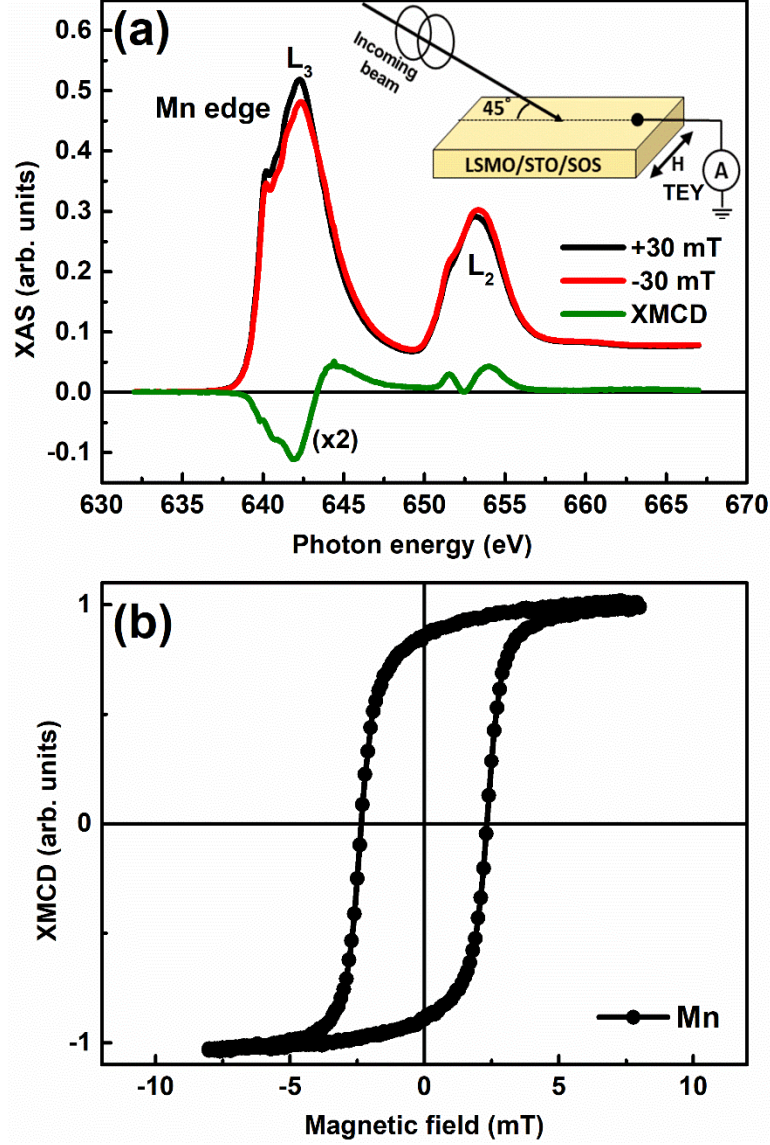 (a)
0.6
0.5
0.4
0.3
0.2
0.1
0.0
-0.1
XAS (arb. units)
L3
Mn edge
L2
(x2)
Incoming
beam
45°
LSMO/STO/SOS
H
TEY
A
+30 mT
-30 mT
XMCD
630 635 640 645 650 655 660 665 670
Photon energy (eV)
(b)
1
0
-1
XMCD (arb. units)
Mn
-10 -5 0 5 10
Magnetic field (mT)